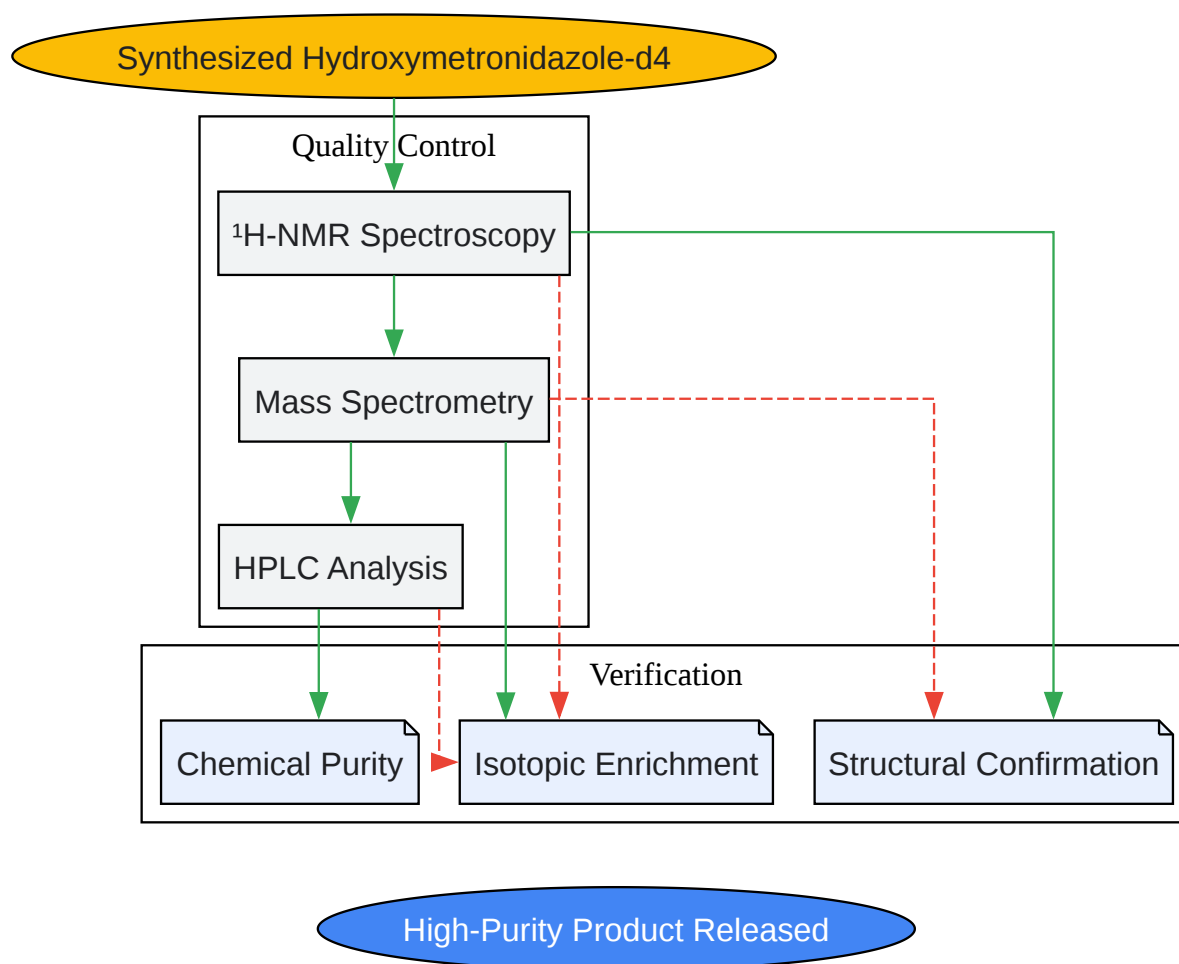 Synthesized Hydroxymetronidazole-d4
Quality Control
¹H-NMR Spectroscopy
Mass Spectrometry
HPLC Analysis
Verification
Chemical Purity
Isotopic Enrichment
Structural Confirmation
High-Purity Product Released